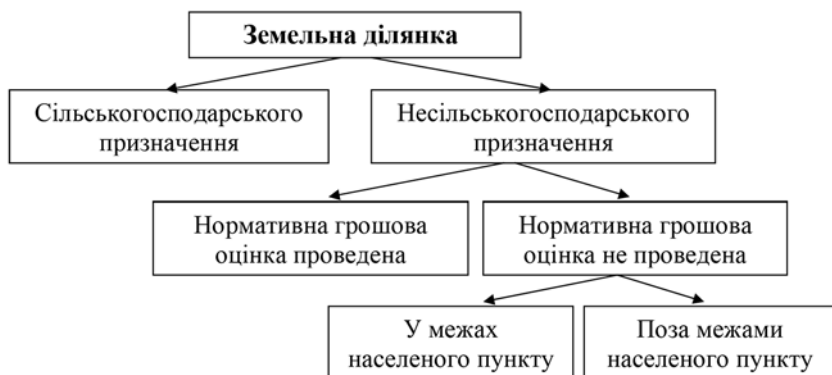 Земельна ділянка
Сільськогосподарського
призначення
Несільськогосподарського
призначення
Нормативна грошова
оцінка проведена
Нормативна грошова
оцінка не проведена
У межах
населеного пункту
Поза межами
населеного пункту